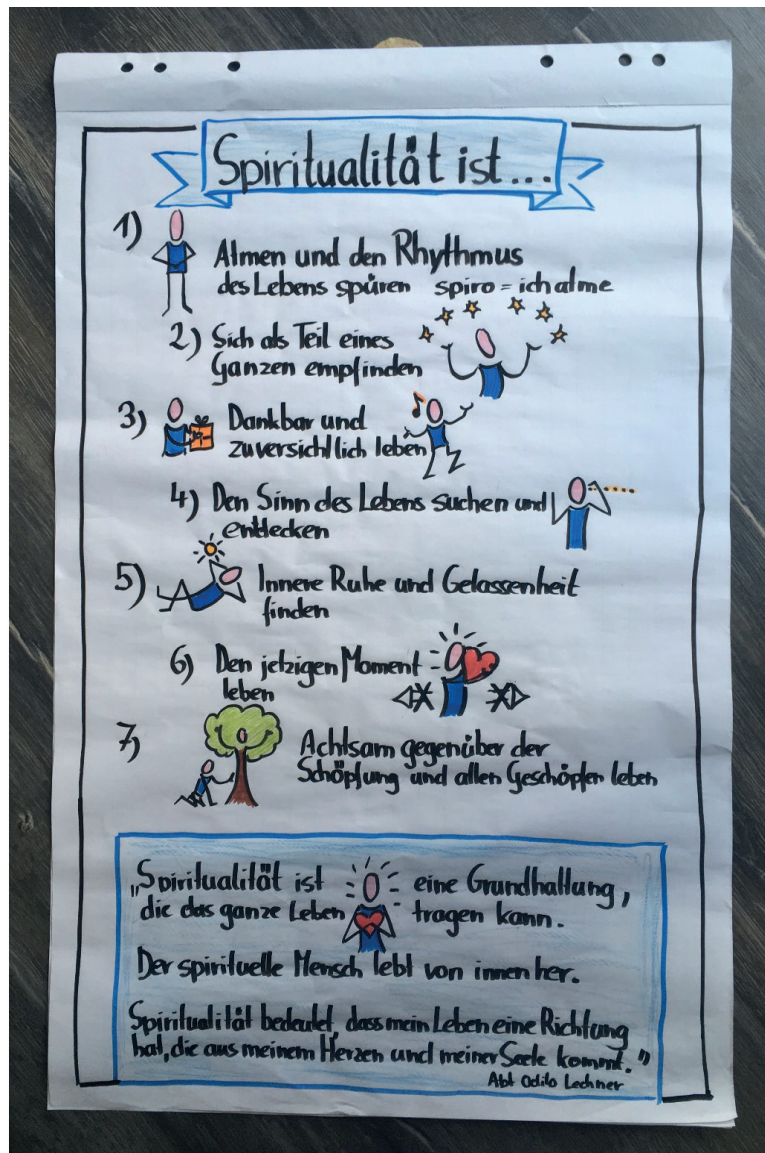 Spiritualität ist...
1) Atmen und den Rhythmus
des Lebens spüren spiro = ich atme
2) Sich als Teil eines
Ganzen empfinden
3) Dankbar und
zuversichtlich leben
4) Den Sinn des Lebens suchen und
entdecken
5) Innere Ruhe und Gelassenheit
finden
6) Den jetzigen Moment
leben
7) Achtsam gegenüber der
Schöpfung und allen Geschöpfen leben
„Spiritualität ist eine Grundhaltung,
die das ganze Leben tragen kann.
Der spirituelle Mensch lebt von innen her.
Spiritualität bedeutet, dass mein Leben eine Richtung
hat, die aus meinem Herzen und meiner Seele kommt."
Abt Odilo Lechner